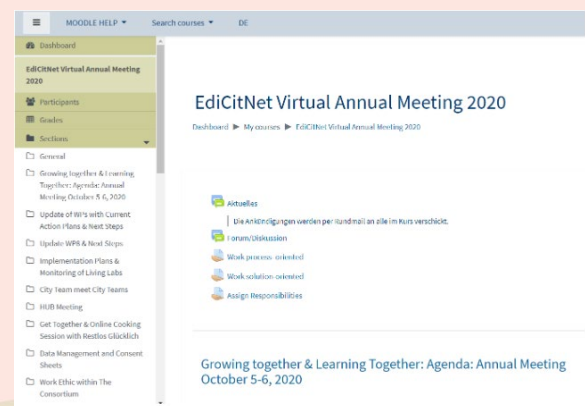 MOODLE HELP
Search courses
DE
Dashboard
EdiCitNet Virtual Annual Meeting
2020
Participants
Grades
Sections
General
Growing together & Learning
Together: Agenda: Annual
Meeting October 5-6, 2020
Update of WPs with Current
Action Plans & Next Steps
Update WPs & Next Steps
Implementation Plans &
Monitoring of Living Labs
City Team meet City Teams
HUB Meeting
Get Together & Online Cooking
Session with Restlos Glücklich
Data Management and Consent
Sheets
Work Ethic within The
Consortium
EdiCitNet Virtual Annual Meeting 2020
Dashboard ► My courses ► EdiCitNet Virtual Meeting 2020
Aktuelles
Die Ankündigungen werden per Rundmail an alle im Kurs verschickt.
Forum/Diskussion
Work process-oriented
Work solution-oriented
Assign Responsibilities
Growing together & Learning Together: Agenda: Annual Meeting
October 5-6, 2020